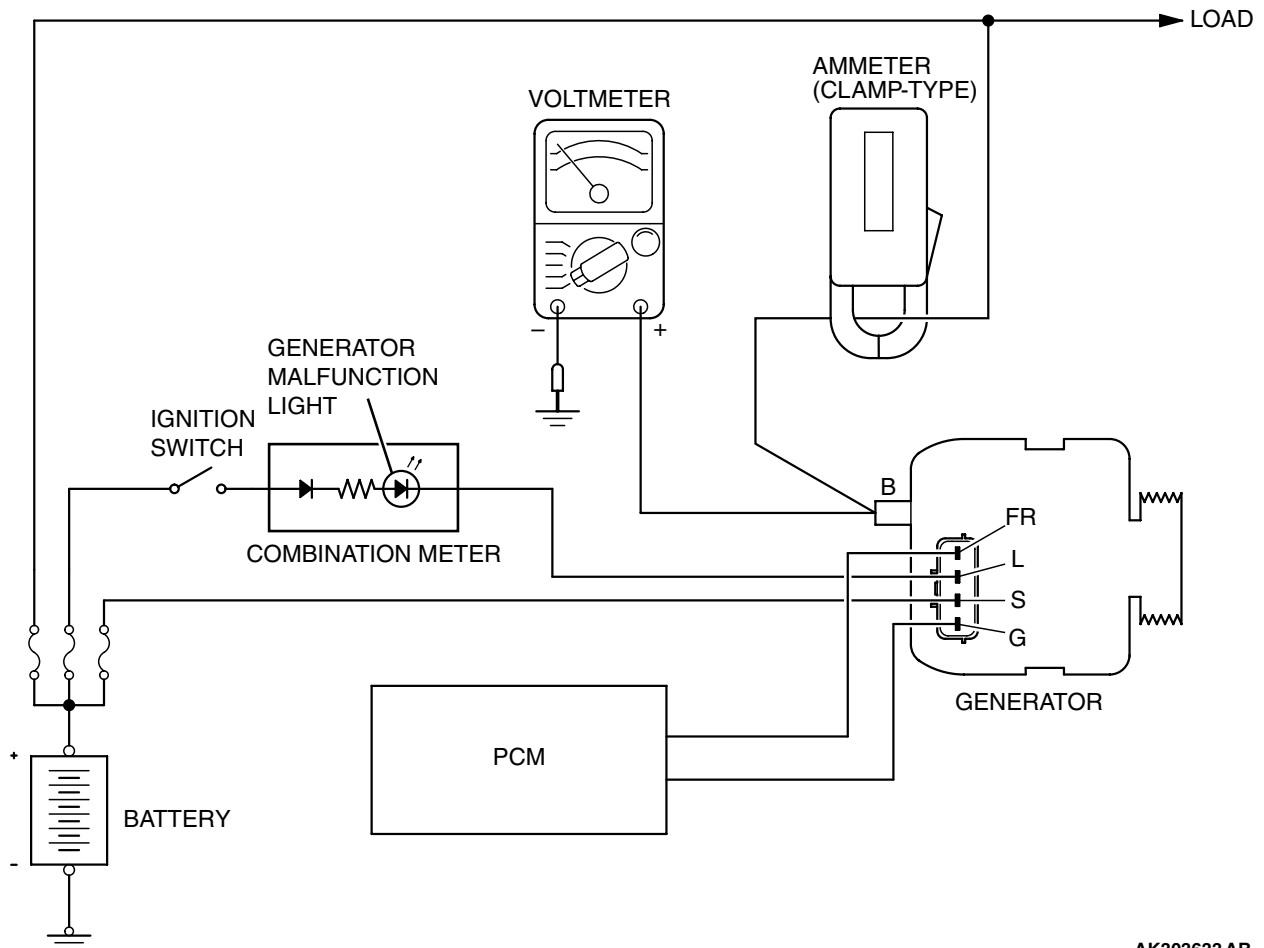 LOAD
AMMETER
(CLAMP-TYPE)
VOLTMETER
–
+
GENERATOR
MALFUNCTION
LIGHT
IGNITION
SWITCH
COMBINATION METER
B
FR
L
S
G
GENERATOR
PCM
+
BATTERY
-